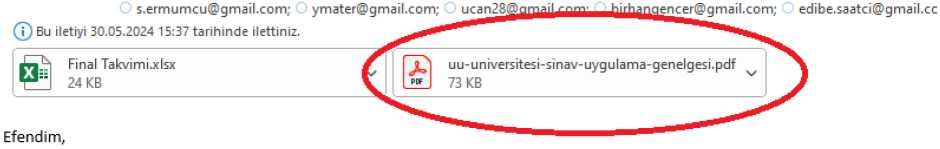 s.ermumcu@gmail.com; ymater@gmail.com; ucan28@gmail.com; birhangencer@gmail.com; edibe.saatci@gmail.cc
Bu iletiyi 30.05.2024 15:37 tarihinde ilettiniz.
Final Takvimi.xlsx
24 KB
uu-universitesi-sinav-uygulama-genelgesi.pdf
PDF
73 KB
Efendim,